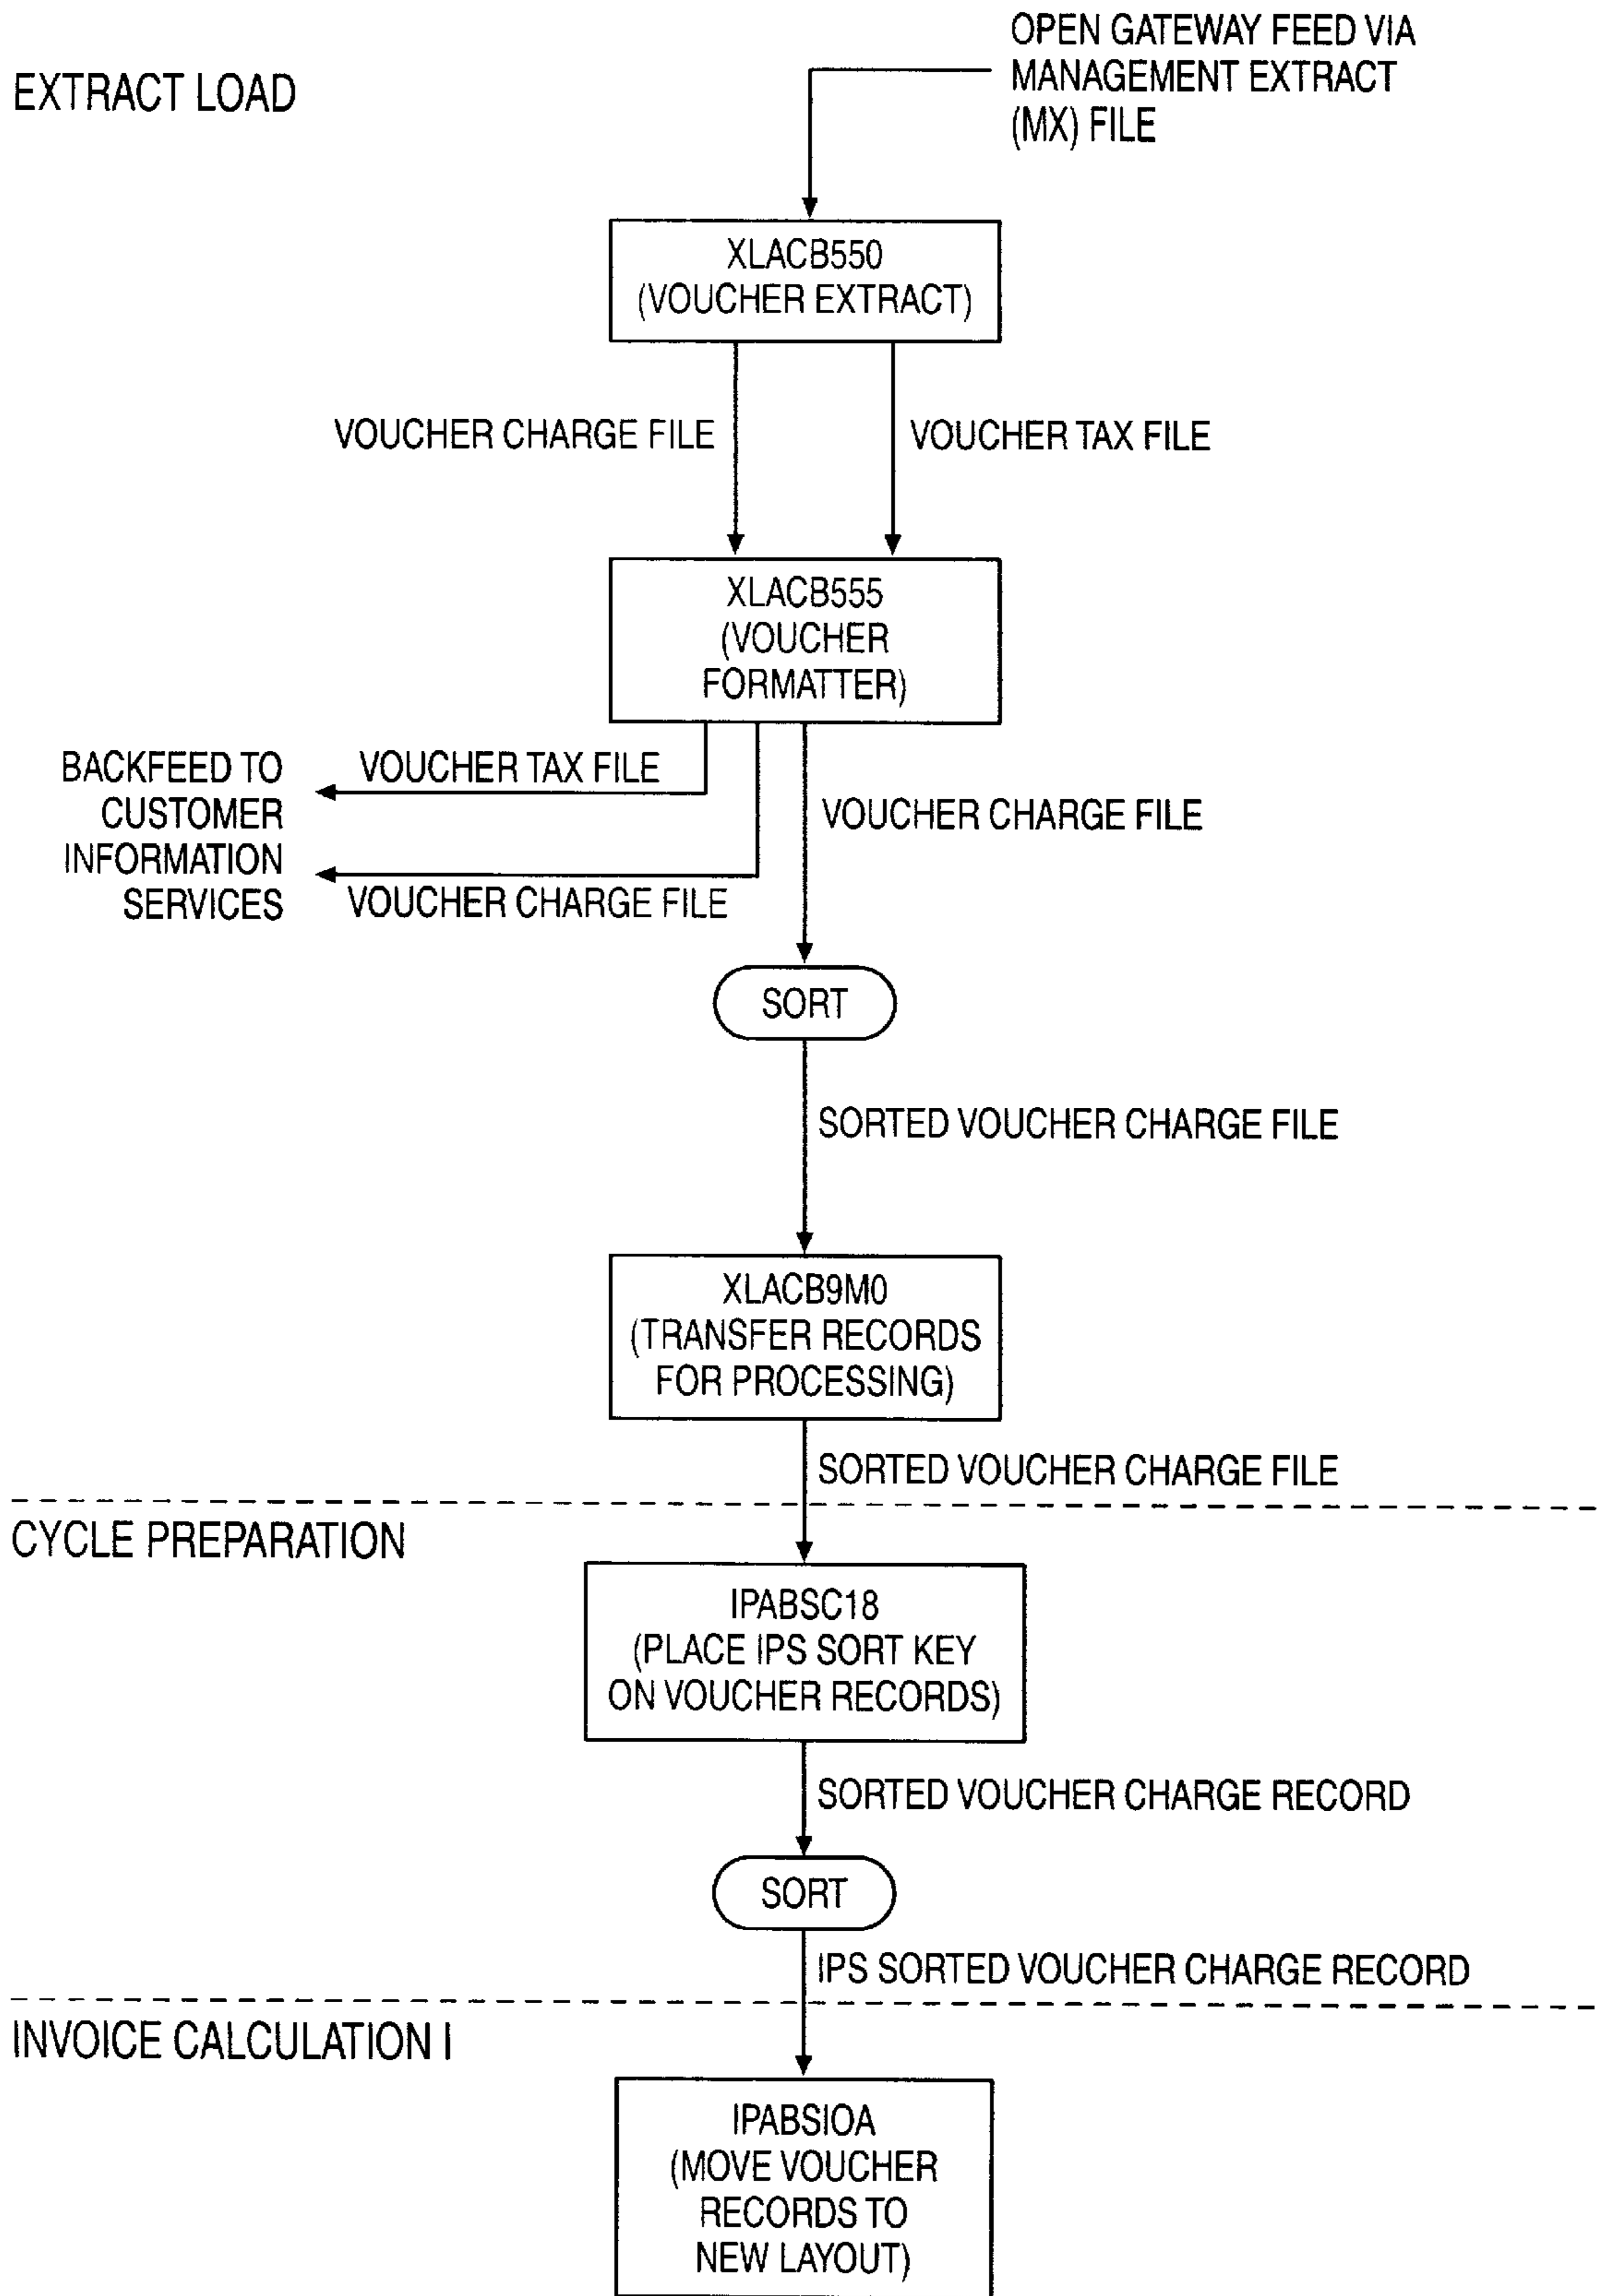 OPEN GATEWAY FEED VIA
MANAGEMENT EXTRACT
(MX) FILE
EXTRACT LOAD
XLACB550
(VOUCHER EXTRACT)
VOUCHER CHARGE FILE
VOUCHER TAX FILE
XLACB555
(VOUCHER
FORMATTER)
BACKFEED TO
CUSTOMER
INFORMATION
SERVICES
VOUCHER TAX FILE
VOUCHER CHARGE FILE
VOUCHER CHARGE FILE
SORT
SORTED VOUCHER CHARGE FILE
XLACB9M0
(TRANSFER RECORDS
FOR PROCESSING)
SORTED VOUCHER CHARGE FILE
CYCLE PREPARATION
IPABSC18
(PLACE IPS SORT KEY
ON VOUCHER RECORDS)
SORTED VOUCHER CHARGE RECORD
SORT
IPS SORTED VOUCHER CHARGE RECORD
INVOICE CALCULATION I
IPABSIOA
(MOVE VOUCHER
RECORDS TO
NEW LAYOUT)